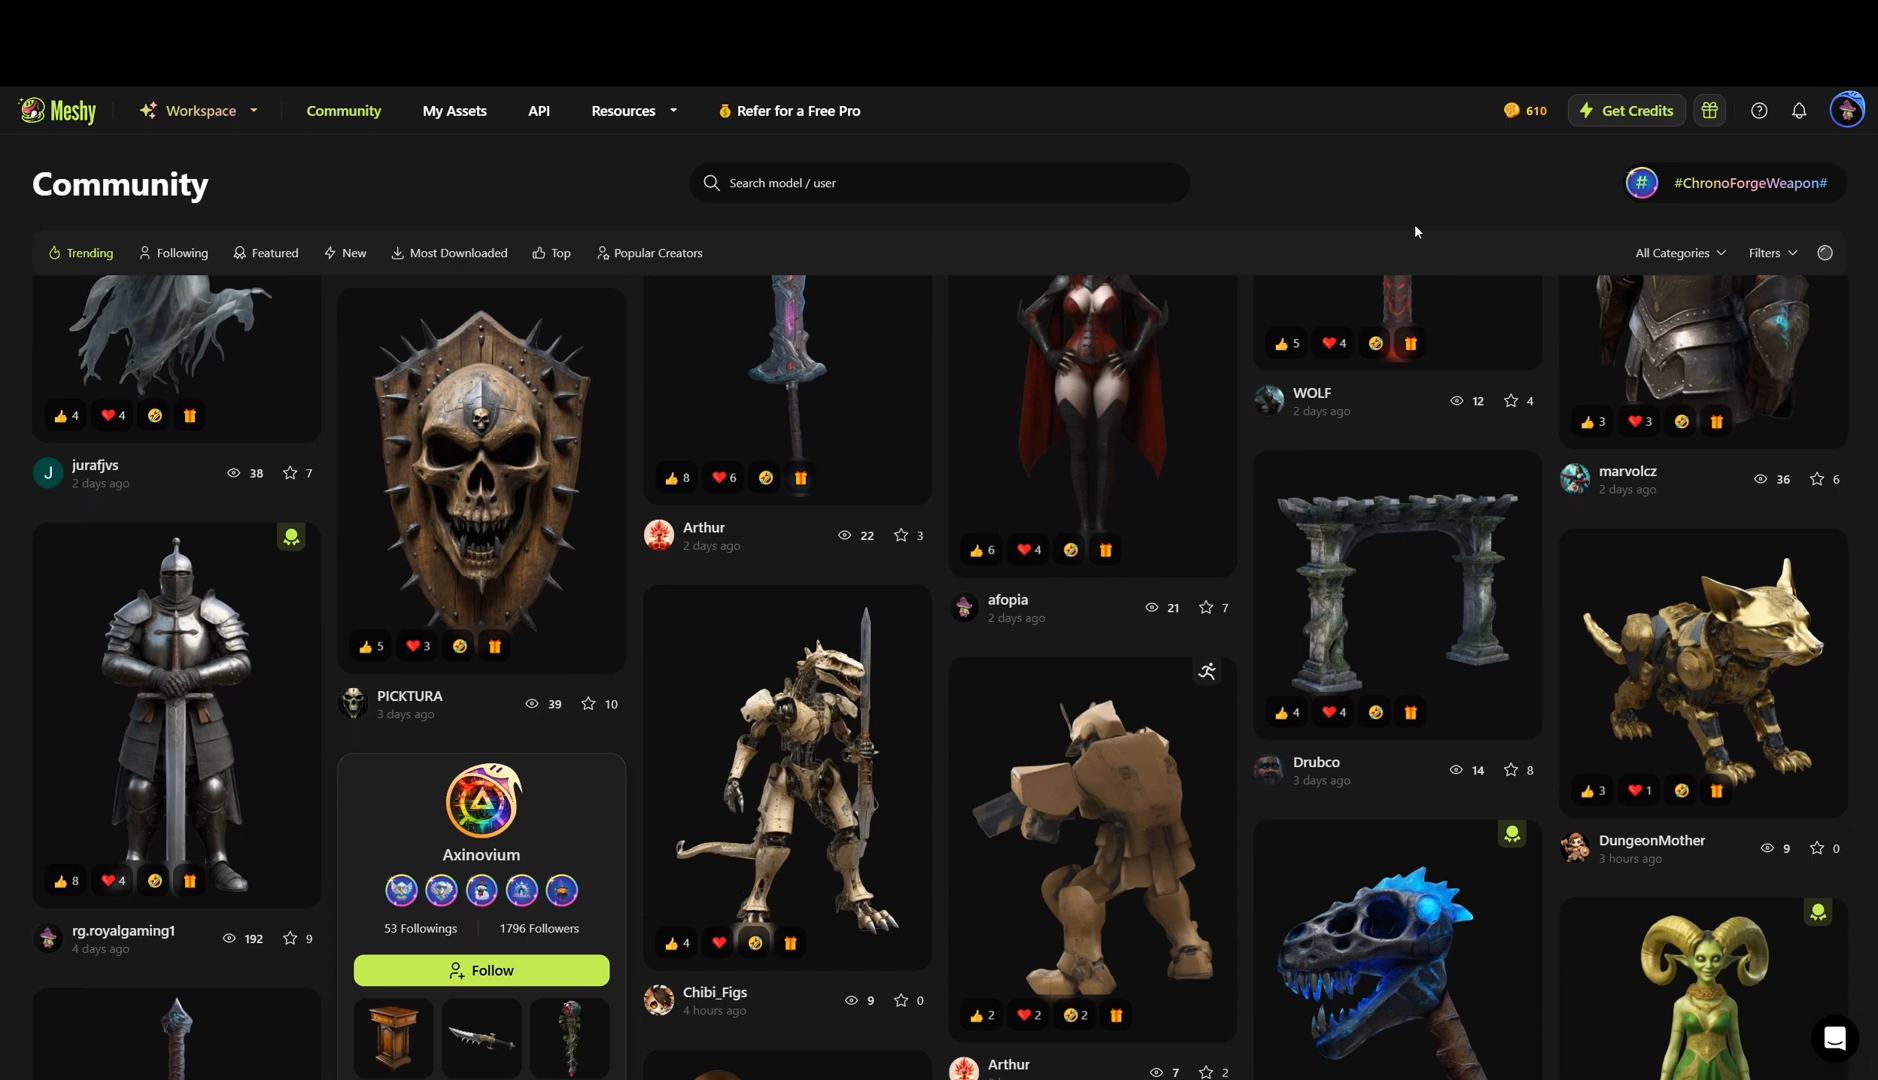 Meshy
Workspace
Community
My Assets
API
Resources
Refer for a Free Pro
610
Get Credits
Community
Search model / user
#
#ChronoForgeWeapon#
Trending
Following
Featured
New
Most Downloaded
Top
Popular Creators
All Categories
Filters
4 4
J jurafjvs 38 7
2 days ago
8 4
rg.royalgaming1 192 9
4 days ago
5 3
PICKTURA 39 10
3 days ago
Axinovium
53 Followings 1796 Followers
Follow
8 6
Arthur 22 3
2 days ago
4
Chibi_Figs 9 0
4 hours ago
6 4
afopia 21 7
2 days ago
2 2 2
Arthur 7 2
5 4
WOLF 12 4
2 days ago
4 4
Drubco 14 8
3 days ago
3 3
marvolcz 36 6
2 days ago
3 1
DungeonMother 9 0
3 hours ago